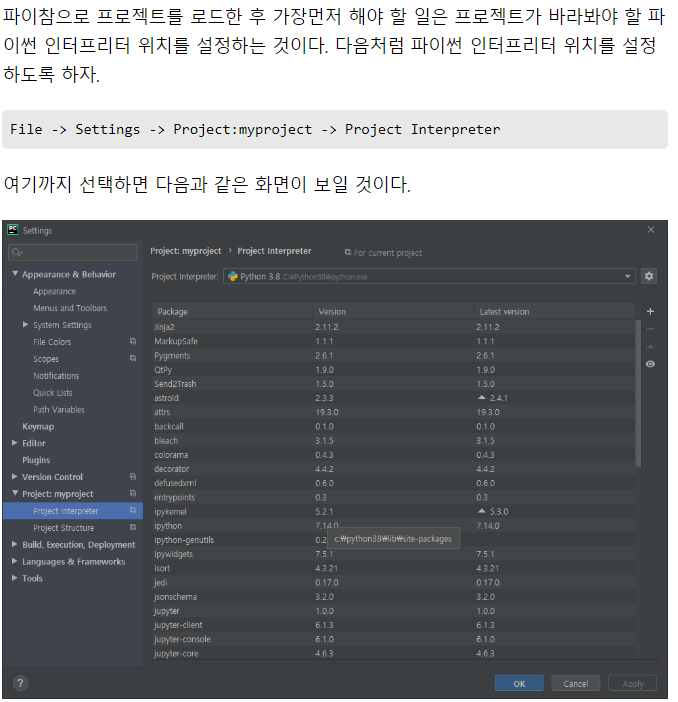 파이참으로 프로젝트를 로드한 후 가장먼저 해야 할 일은 프로젝트가 바라봐야 할 파
이썬 인터프리터 위치를 설정하는 것이다. 다음처럼 파이썬 인터프리터 위치를 설정
하도록 하자.
File -> Settings -> Project:myproject -> Project Interpreter
여기까지 선택하면 다음과 같은 화면이 보일 것이다.
Settings
Project: myproject › Project Interpreter For current project
Project Interpreter: Python 3.8 C:₩Python38₩python.exe
Appearance & Behavior
Appearance
Menus and Toolbars
System Settings
File Colors
Scopes
Notifications
Quick Lists
Path Variables
Keymap
Editor
Plugins
Version Control
Project: myproject
Project Interpreter
Project Structure
Build, Execution, Deployment
Languages & Frameworks
Tools
Package Version Latest version
Jinja2 2.11.2 2.11.2
MarkupSafe 1.1.1 1.1.1
Pygments 2.6.1 2.6.1
QtPy 1.9.0 1.9.0
Send2Trash 1.5.0 1.5.0
astroid 2.3.3 2.4.1
attrs 19.3.0 19.3.0
backcall 0.1.0 0.1.0
bleach 3.1.5 3.1.5
colorama 0.4.3 0.4.3
decorator 4.4.2 4.4.2
defusedxml 0.6.0 0.6.0
entrypoints 0.3 0.3
ipykernel 5.2.1 5.3.0
ipython 7.14.0 7.14.0
ipython-genutils 0.2
c:₩python38₩lib₩site-packages
ipywidgets 7.5.1 7.5.1
isort 4.3.21 4.3.21
jedi 0.17.0 0.17.0
jsonschema 3.2.0 3.2.0
jupyter 1.0.0 1.0.0
jupyter-client 6.1.3 6.1.3
jupyter-console 6.1.0 6.1.0
jupyter-core 4.6.3 4.6.3
?
OK Cancel Apply